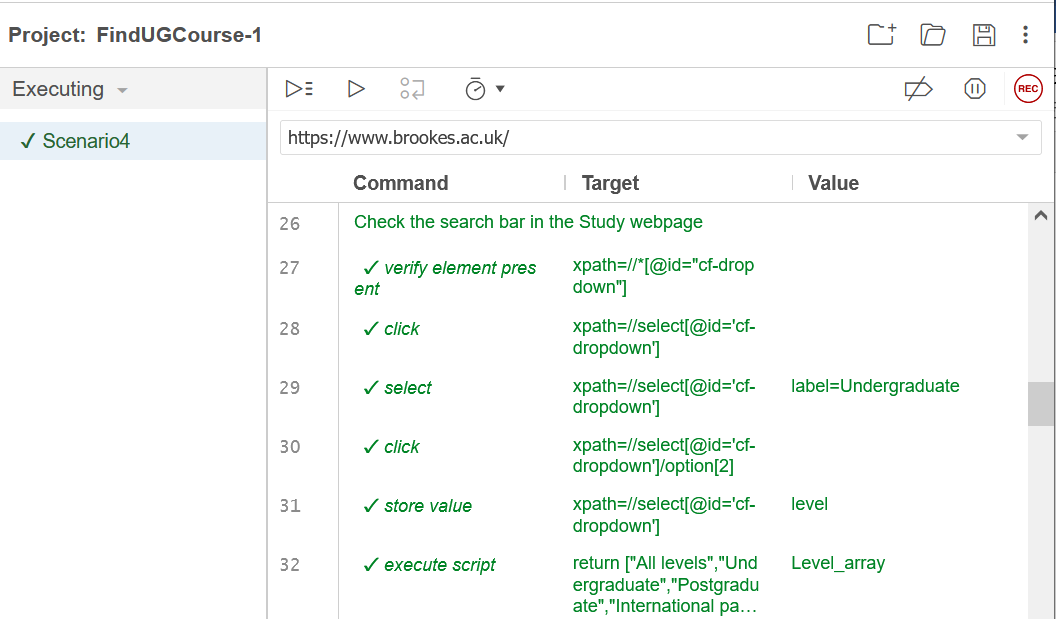 Project: FindUGCourse-1
Executing
REC
✓ Scenario4
https://www.brookes.ac.uk/
Command Target Value
26 Check the search bar in the Study webpage
27 ✓ verify element pres xpath=//*[@id="cf-drop
ent down"]
28 ✓ click xpath=//select[@id='cf-
dropdown']
29 ✓ select xpath=//select[@id='cf- label=Undergraduate
dropdown']
30 ✓ click xpath=//select[@id='cf-
dropdown']/option[2]
31 ✓ store value xpath=//select[@id='cf- level
dropdown']
32 ✓ execute script return ["All levels","Und Level_array
ergraduate","Postgradu
ate","International pa…